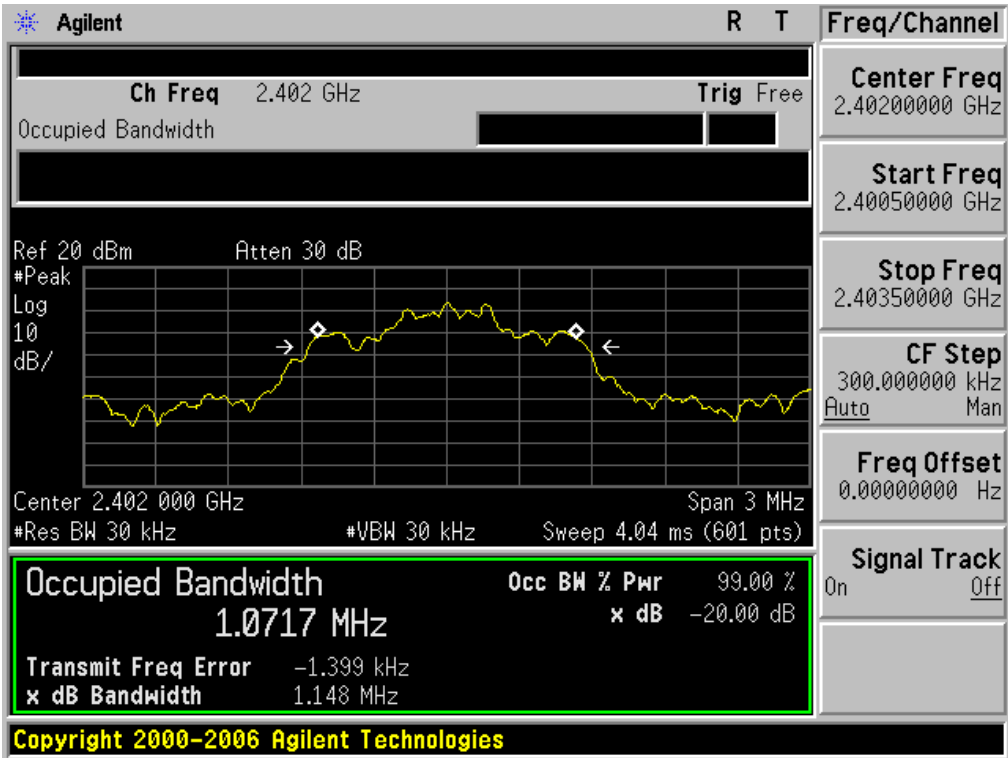 Agilent R T
Ch Freq 2.402 GHz Trig Free
Occupied Bandwidth
Ref 20 dBm Atten 30 dB
#Peak
Log
10
dB/
Center 2.402 000 GHz Span 3 MHz
#Res BW 30 kHz #VBW 30 kHz Sweep 4.04 ms (601 pts)
Occupied Bandwidth Occ BW % Pwr 99.00 %
1.0717 MHz x dB -20.00 dB
Transmit Freq Error -1.399 kHz
x dB Bandwidth 1.148 MHz
Copyright 2000-2006 Agilent Technologies
Freq/Channel
Center Freq
2.40200000 GHz
Start Freq
2.40050000 GHz
Stop Freq
2.40350000 GHz
CF Step
300.000000 kHz
Auto Man
Freq Offset
0.00000000 Hz
Signal Track
On Off